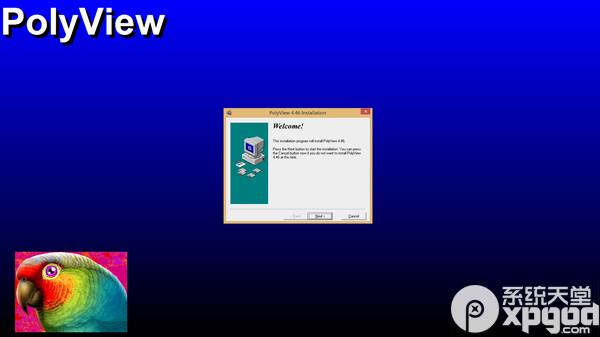 PolyView
PolyView 4.46 Installation
Welcome!
This installation program will install PolyView 4.46.
Press the Next button to start the installation. You can press
the Cancel button now if you do not want to install PolyView
4.46 at this time.
< Back
Next >
Cancel
系统天堂
xpgod.com